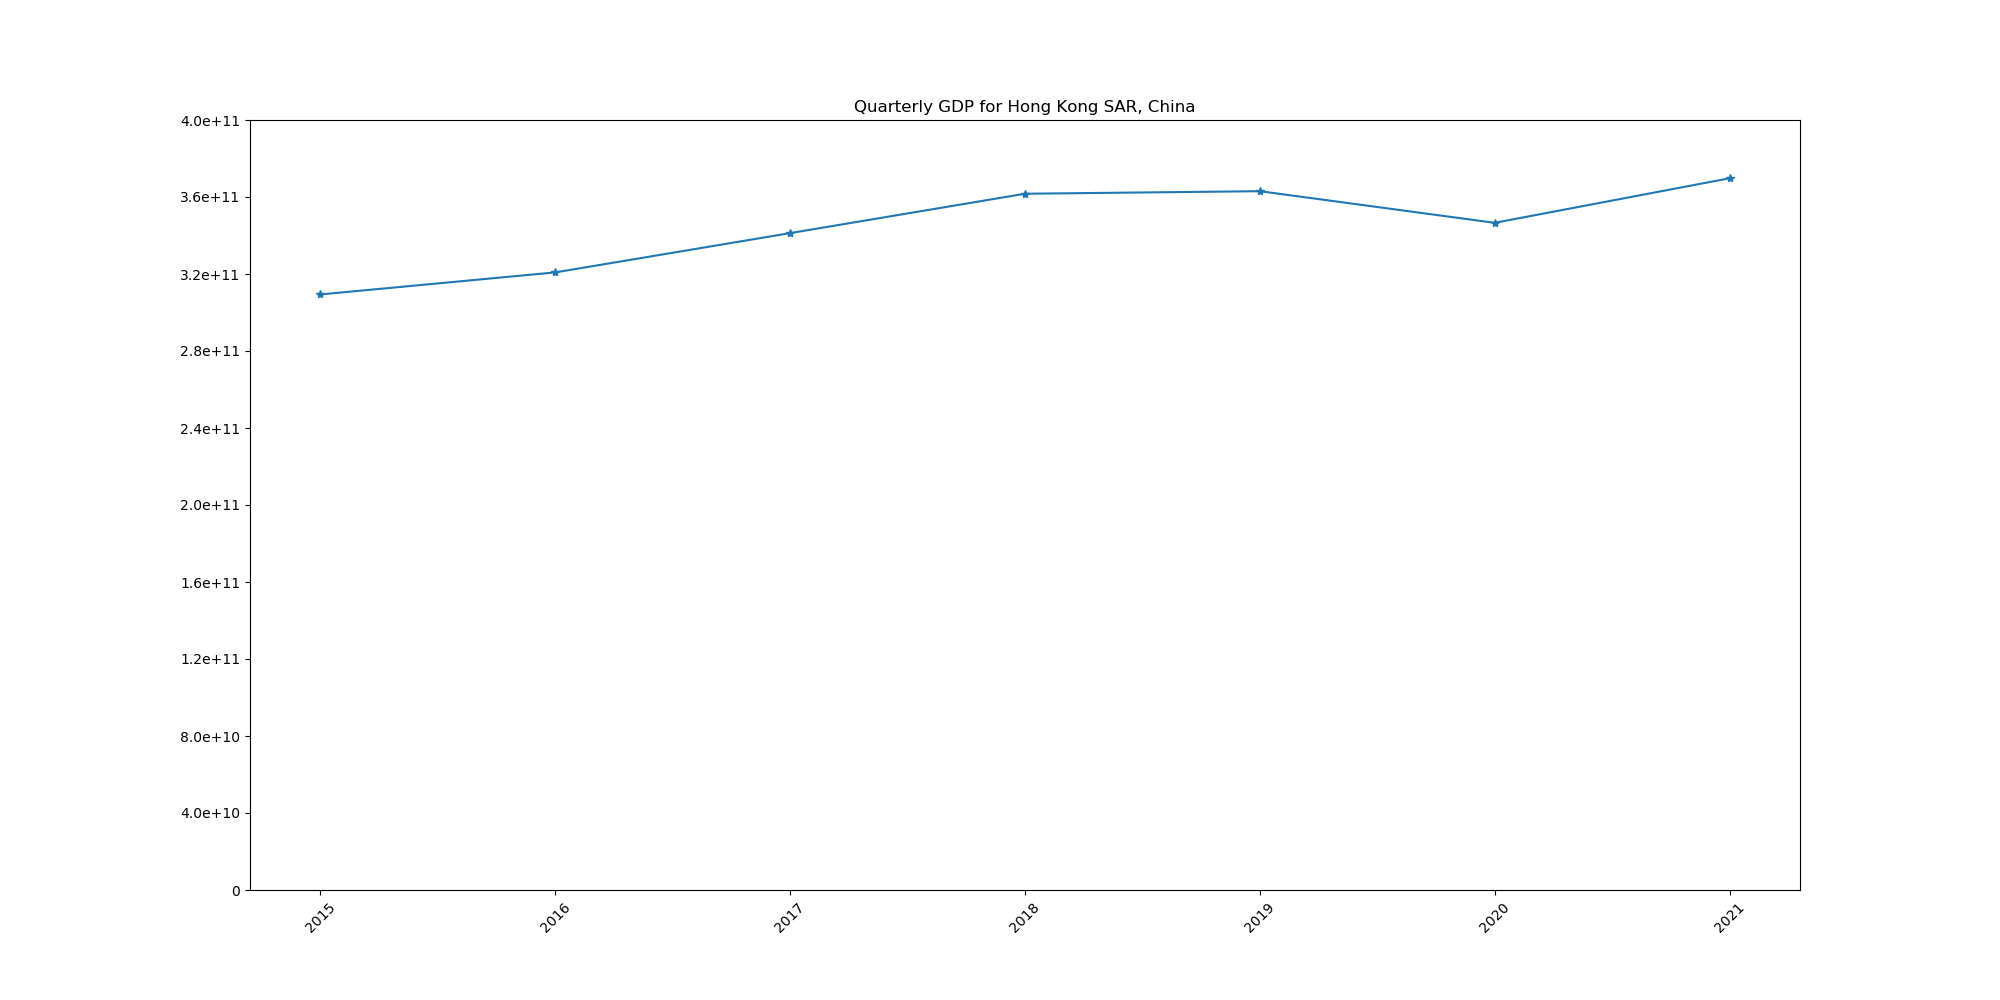 Quarterly GDP for Hong Kong SAR, China
4.0e+11
3.6e+11
3.2e+11
2.8e+11
2.4e+11
2.0e+11
1.6e+11
1.2e+11
8.0e+10
4.0e+10
0
2015
2016
2017
2018
2019
2020
2021